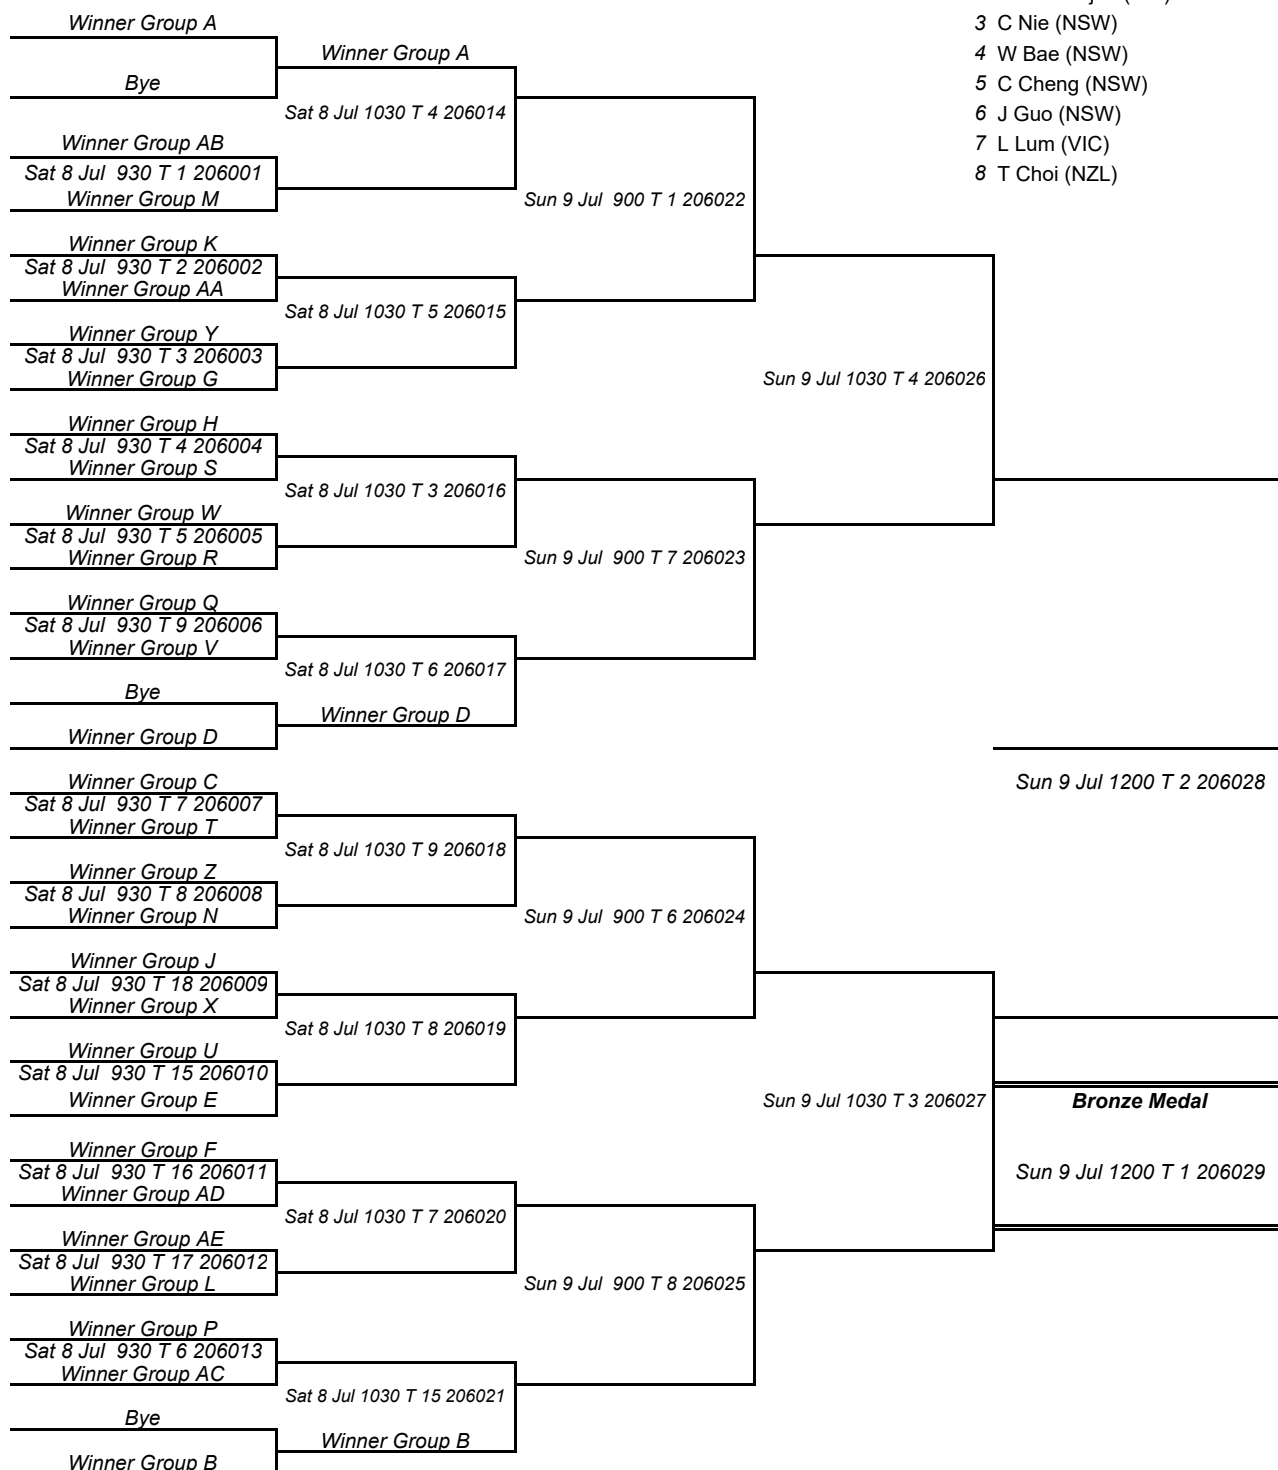 3 C Nie (NSW)
4 W Bae (NSW)
5 C Cheng (NSW)
6 J Guo (NSW)
7 L Lum (VIC)
8 T Choi (NZL)
Winner Group A
Bye
Winner Group AB
Sat 8 Jul 930 T 1 206001
Winner Group M
Winner Group K
Sat 8 Jul 930 T 2 206002
Winner Group AA
Winner Group Y
Sat 8 Jul 930 T 3 206003
Winner Group G
Winner Group H
Sat 8 Jul 930 T 4 206004
Winner Group S
Winner Group W
Sat 8 Jul 930 T 5 206005
Winner Group R
Winner Group Q
Sat 8 Jul 930 T 9 206006
Winner Group V
Bye
Winner Group D
Winner Group C
Sat 8 Jul 930 T 7 206007
Winner Group T
Winner Group Z
Sat 8 Jul 930 T 8 206008
Winner Group N
Winner Group J
Sat 8 Jul 930 T 18 206009
Winner Group X
Winner Group U
Sat 8 Jul 930 T 15 206010
Winner Group E
Winner Group F
Sat 8 Jul 930 T 16 206011
Winner Group AD
Winner Group AE
Sat 8 Jul 930 T 17 206012
Winner Group L
Winner Group P
Sat 8 Jul 930 T 6 206013
Winner Group AC
Bye
Winner Group B
Winner Group A
Sat 8 Jul 1030 T 4 206014
Sat 8 Jul 1030 T 5 206015
Sat 8 Jul 1030 T 3 206016
Sat 8 Jul 1030 T 6 206017
Winner Group D
Sat 8 Jul 1030 T 9 206018
Sat 8 Jul 1030 T 8 206019
Sat 8 Jul 1030 T 7 206020
Sat 8 Jul 1030 T 15 206021
Winner Group B
Sun 9 Jul 900 T 1 206022
Sun 9 Jul 900 T 7 206023
Sun 9 Jul 900 T 6 206024
Sun 9 Jul 900 T 8 206025
Sun 9 Jul 1030 T 4 206026
Sun 9 Jul 1030 T 3 206027
Sun 9 Jul 1200 T 2 206028
Bronze Medal
Sun 9 Jul 1200 T 1 206029